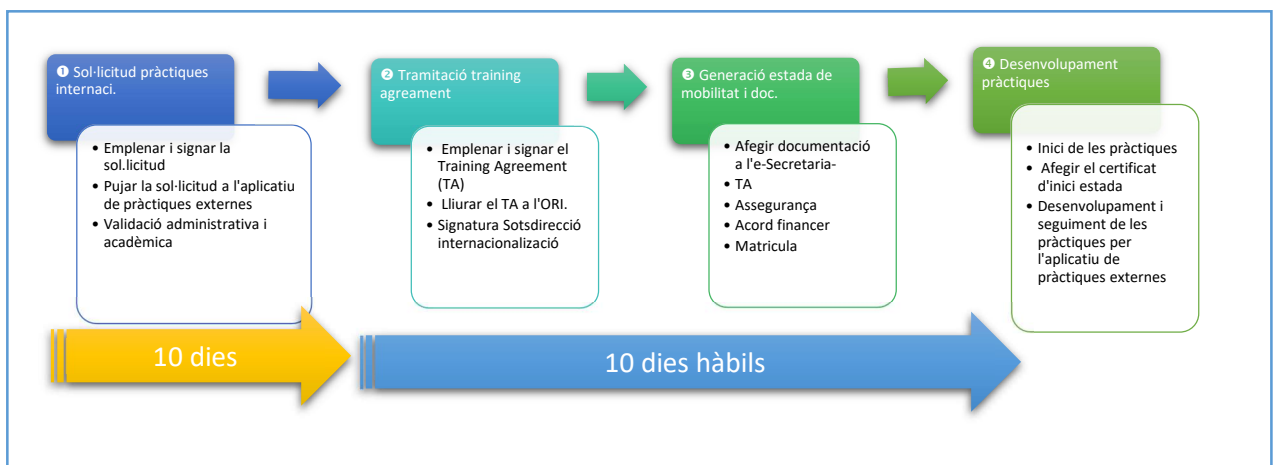 ❶ Sol·licitud pràctiques
internaci.
• Emplenar i signar la
sol.licitud
• Pujar la sol·licitud a l'aplicatiu
de pràctiques externes
• Validació administrativa i
acadèmica
❷ Tramitació training
agreament
• Emplenar i signar el
Training Agreement
(TA)
• Lliurar el TA a l'ORI.
• Signatura Sotsdirecció
internacionalizació
❸ Generació estada de
mobilitat i doc.
• Afegir documentació
a l'e-Secretaria-
• TA
• Assegurança
• Acord financer
• Matricula
❹ Desenvolupament
pràctiques
• Inici de les pràctiques
• Afegir el certificat
d'inici estada
• Desenvolupament i
seguiment de les
pràctiques per
l'aplicatiu de
pràctiques externes
10 dies
10 dies hàbils